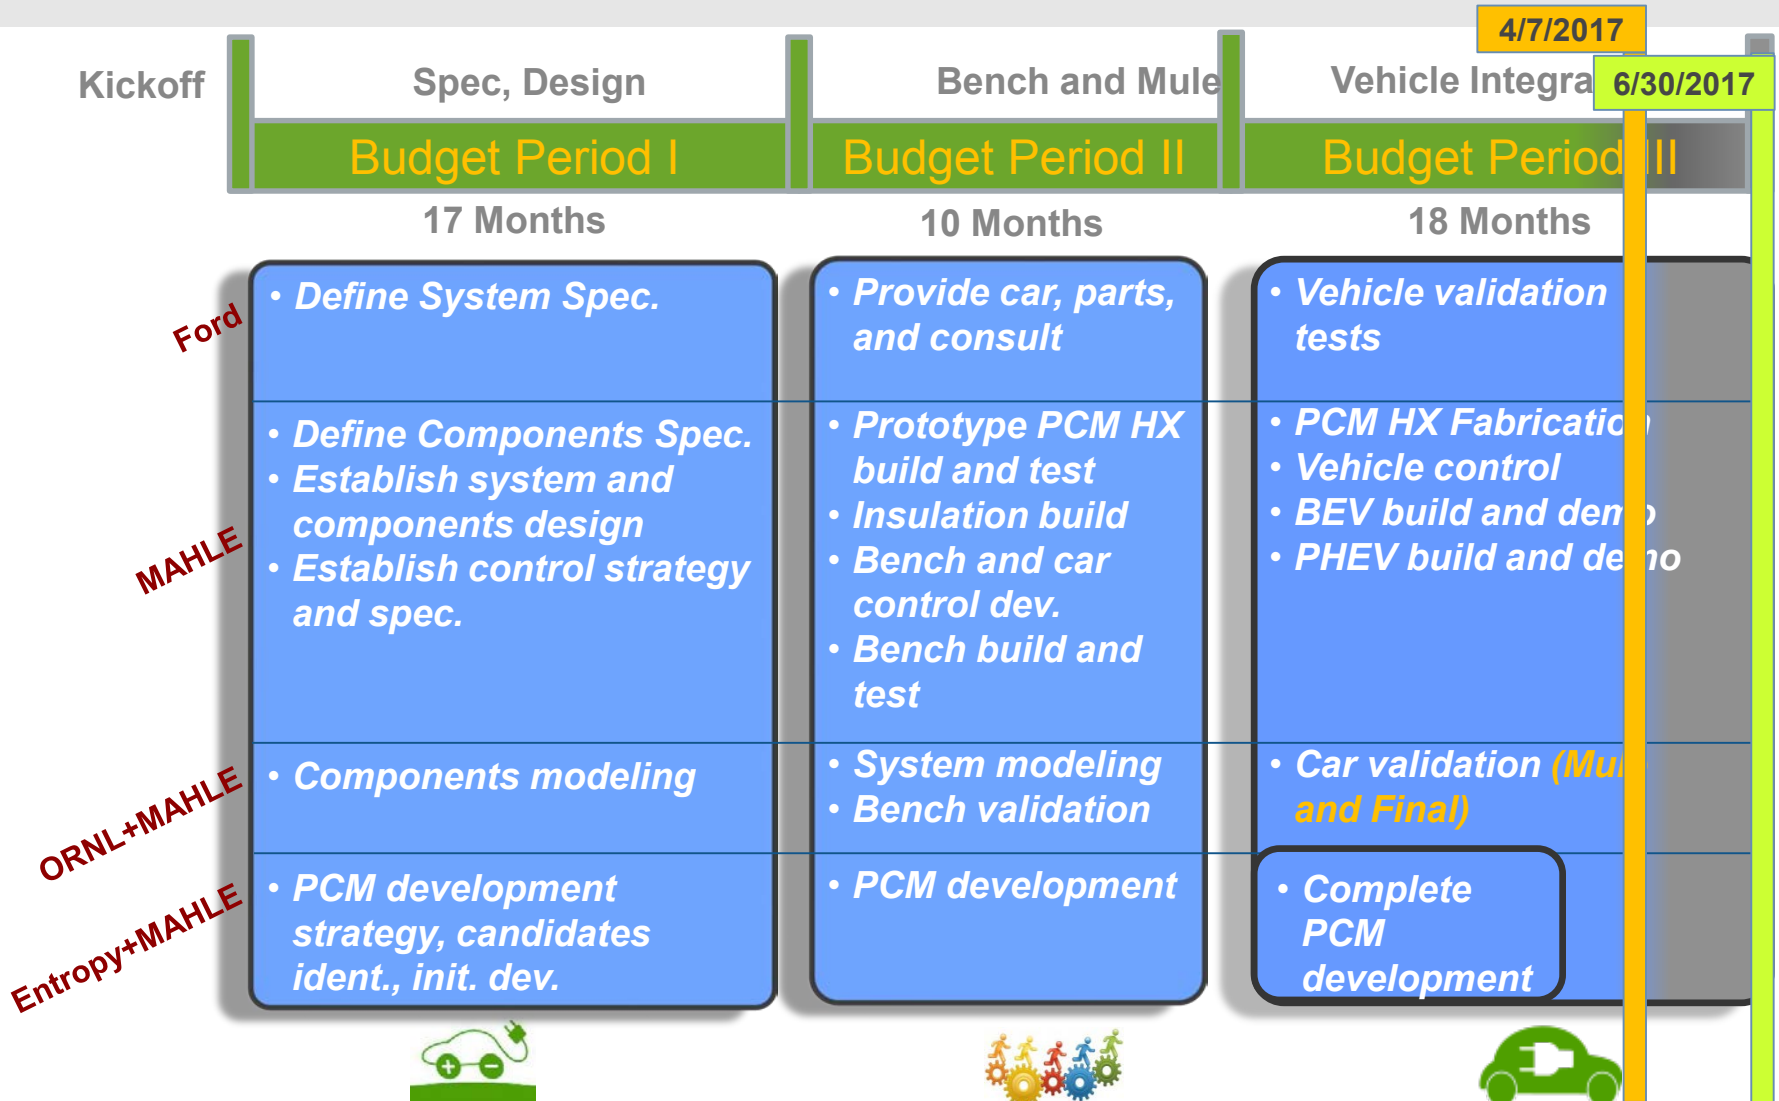 4/7/2017
6/30/2017
Kickoff
Spec, Design
Bench and Mule
Vehicle Integra
Budget Period I
Budget Period II
Budget Period III
17 Months
10 Months
18 Months
Ford
• Define System Spec.
• Provide car, parts,
and consult
• Vehicle validation
tests
MAHLE
• Define Components Spec.
• Establish system and
components design
• Establish control strategy
and spec.
• Prototype PCM HX
build and test
• Insulation build
• Bench and car
control dev.
• Bench build and
test
• PCM HX Fabrication
• Vehicle control
• BEV build and demo
• PHEV build and demo
ORNL+MAHLE
• Components modeling
• System modeling
• Bench validation
• Car validation (Mule
and Final)
Entropy+MAHLE
• PCM development
strategy, candidates
ident., init. dev.
• PCM development
• Complete
PCM
development